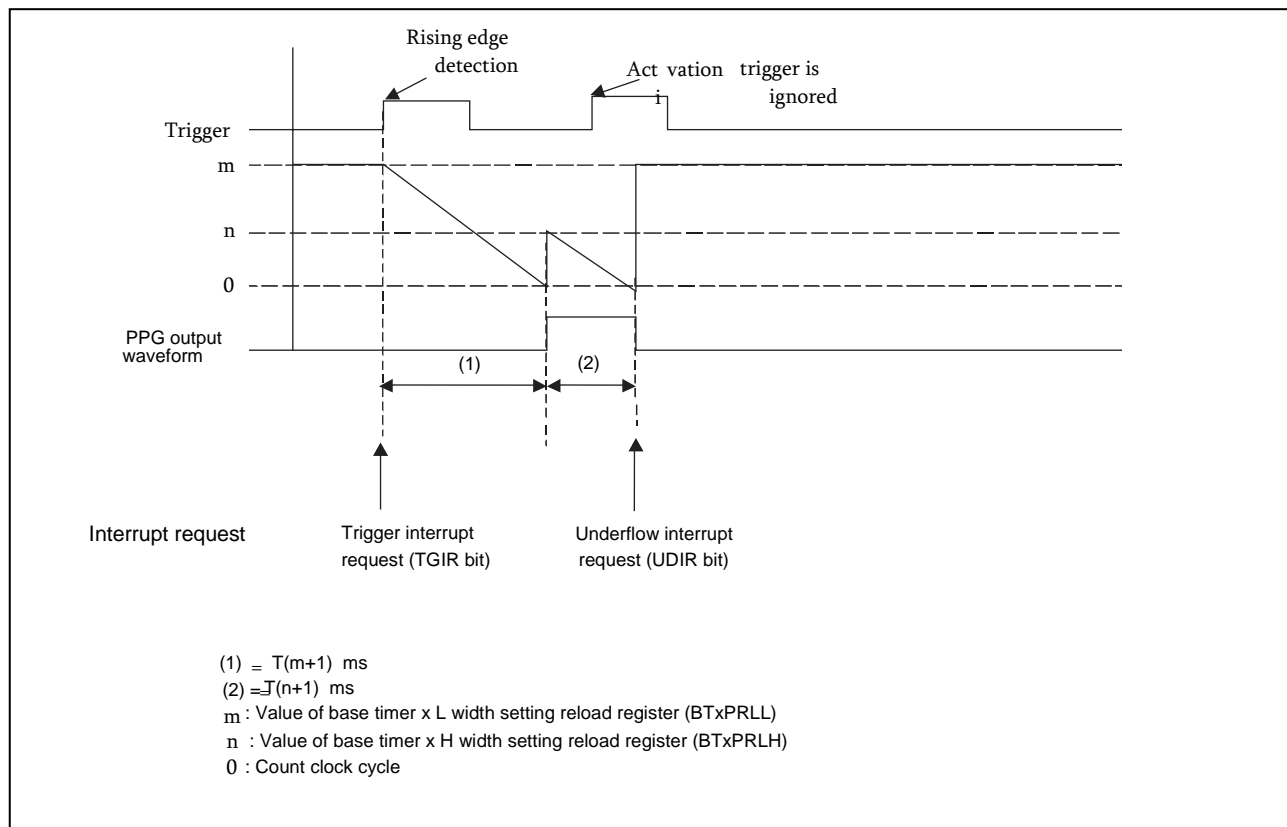 Rising edge
detection
Act vation trigger is
i ignored
Trigger
m
n
0
PPG output
waveform
(1) (2)
Interrupt request
Trigger interrupt
request (TGIR bit)
Underflow interrupt
request (UDIR bit)
(1) = T(m+1) ms
(2) ==T(n+1) ms
m : Value of base timer x L width setting reload register (BTxPRLL)
n : Value of base timer x H width setting reload register (BTxPRLH)
0 : Count clock cycle